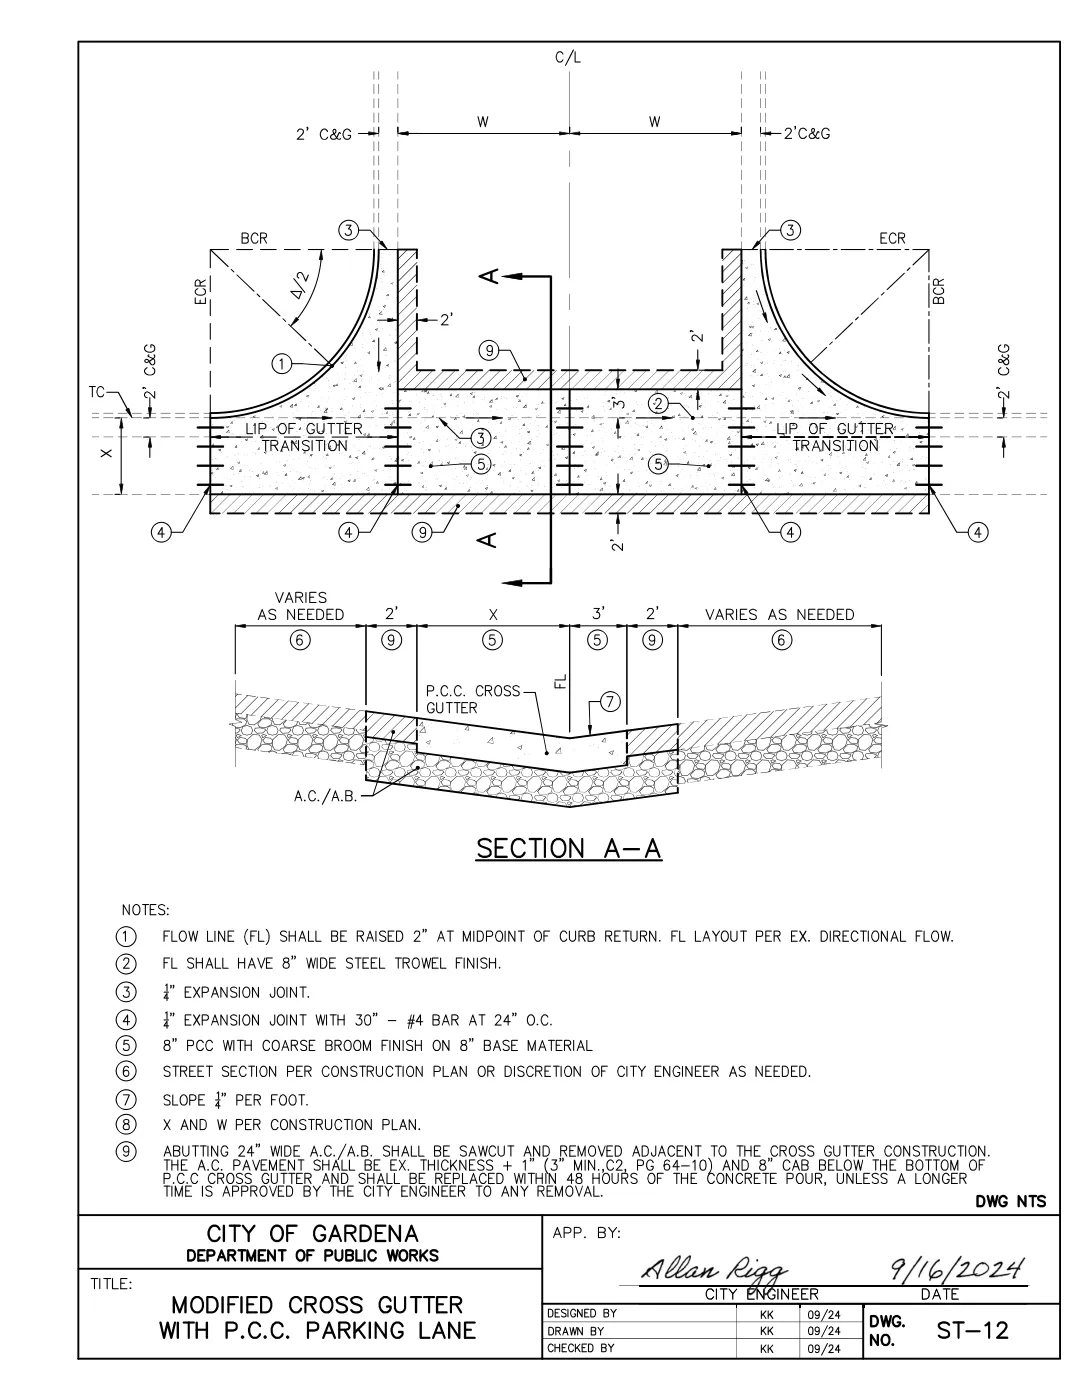 C/L
W
W
2' C&G
2'C&G
3
3
BCR
ECR
ECR
BCR
Δ/2
A
2'
2'
9
1
2' C&G
2' C&G
TC
3'
2
LIP OF GUTTER
TRANSITION
3
LIP OF GUTTER
TRANSITION
X
5
5
4
4
9
A
2'
4
4
VARIES
AS NEEDED
2'
X
3'
2'
VARIES AS NEEDED
6
9
5
5
9
6
FL
P.C.C. CROSS
GUTTER
7
A.C./A.B.
SECTION A-A
NOTES:
1 FLOW LINE (FL) SHALL BE RAISED 2" AT MIDPOINT OF CURB RETURN. FL LAYOUT PER EX. DIRECTIONAL FLOW.
2 FL SHALL HAVE 8" WIDE STEEL TROWEL FINISH.
3 1/4" EXPANSION JOINT.
4 1/4" EXPANSION JOINT WITH 30" - #4 BAR AT 24" O.C.
5 8" PCC WITH COARSE BROOM FINISH ON 8" BASE MATERIAL
6 STREET SECTION PER CONSTRUCTION PLAN OR DISCRETION OF CITY ENGINEER AS NEEDED.
7 SLOPE 1/4" PER FOOT.
8 X AND W PER CONSTRUCTION PLAN.
9 ABUTTING 24" WIDE A.C./A.B. SHALL BE SAWCUT AND REMOVED ADJACENT TO THE CROSS GUTTER CONSTRUCTION.
THE A.C. PAVEMENT SHALL BE EX. THICKNESS + 1" (3" MIN.,C2, PG 64-10) AND 8" CAB BELOW THE BOTTOM OF
P.C.C CROSS GUTTER AND SHALL BE REPLACED WITHIN 48 HOURS OF THE CONCRETE POUR, UNLESS A LONGER
TIME IS APPROVED BY THE CITY ENGINEER TO ANY REMOVAL.
DWG NTS
CITY OF GARDENA
DEPARTMENT OF PUBLIC WORKS
APP. BY:
Allan Rigg 9/16/2024
CITY ENGINEER DATE
TITLE:
MODIFIED CROSS GUTTER
WITH P.C.C. PARKING LANE
DESIGNED BY KK 09/24
DRAWN BY KK 09/24
CHECKED BY KK 09/24
DWG.
NO.
ST-12